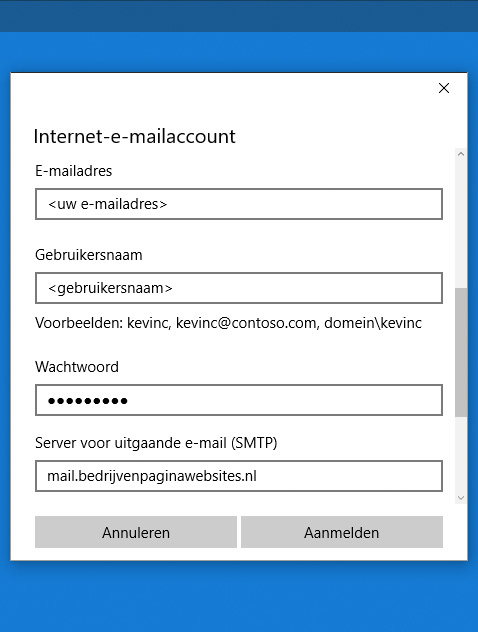 Internet-e-mailaccount
E-mailadres
<uw e-mailadres>
Gebruikersnaam
<gebruikersnaam>
Voorbeelden: kevinc, kevinc@contoso.com, domein\kevinc
Wachtwoord
●●●●●●●●●
Server voor uitgaande e-mail (SMTP)
mail.bedrijvenpaginawebsites.nl
Annuleren Aanmelden